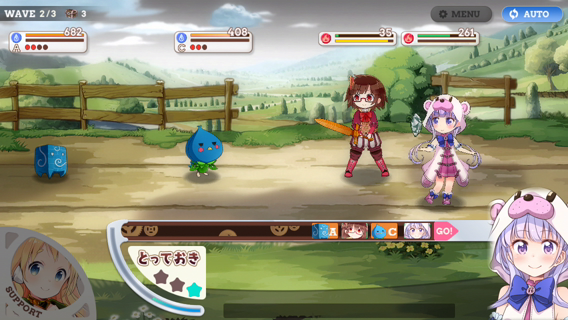 WAVE 2/3 3
MENU
AUTO
682
408
35
261
A
C
A
C
GO!
とっておき
SUPPORT